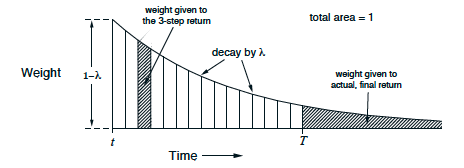 weight given to
the 3-step return
total area = 1
decay by λ
Weight
1–λ
weight given to
actual, final return
t
T
Time